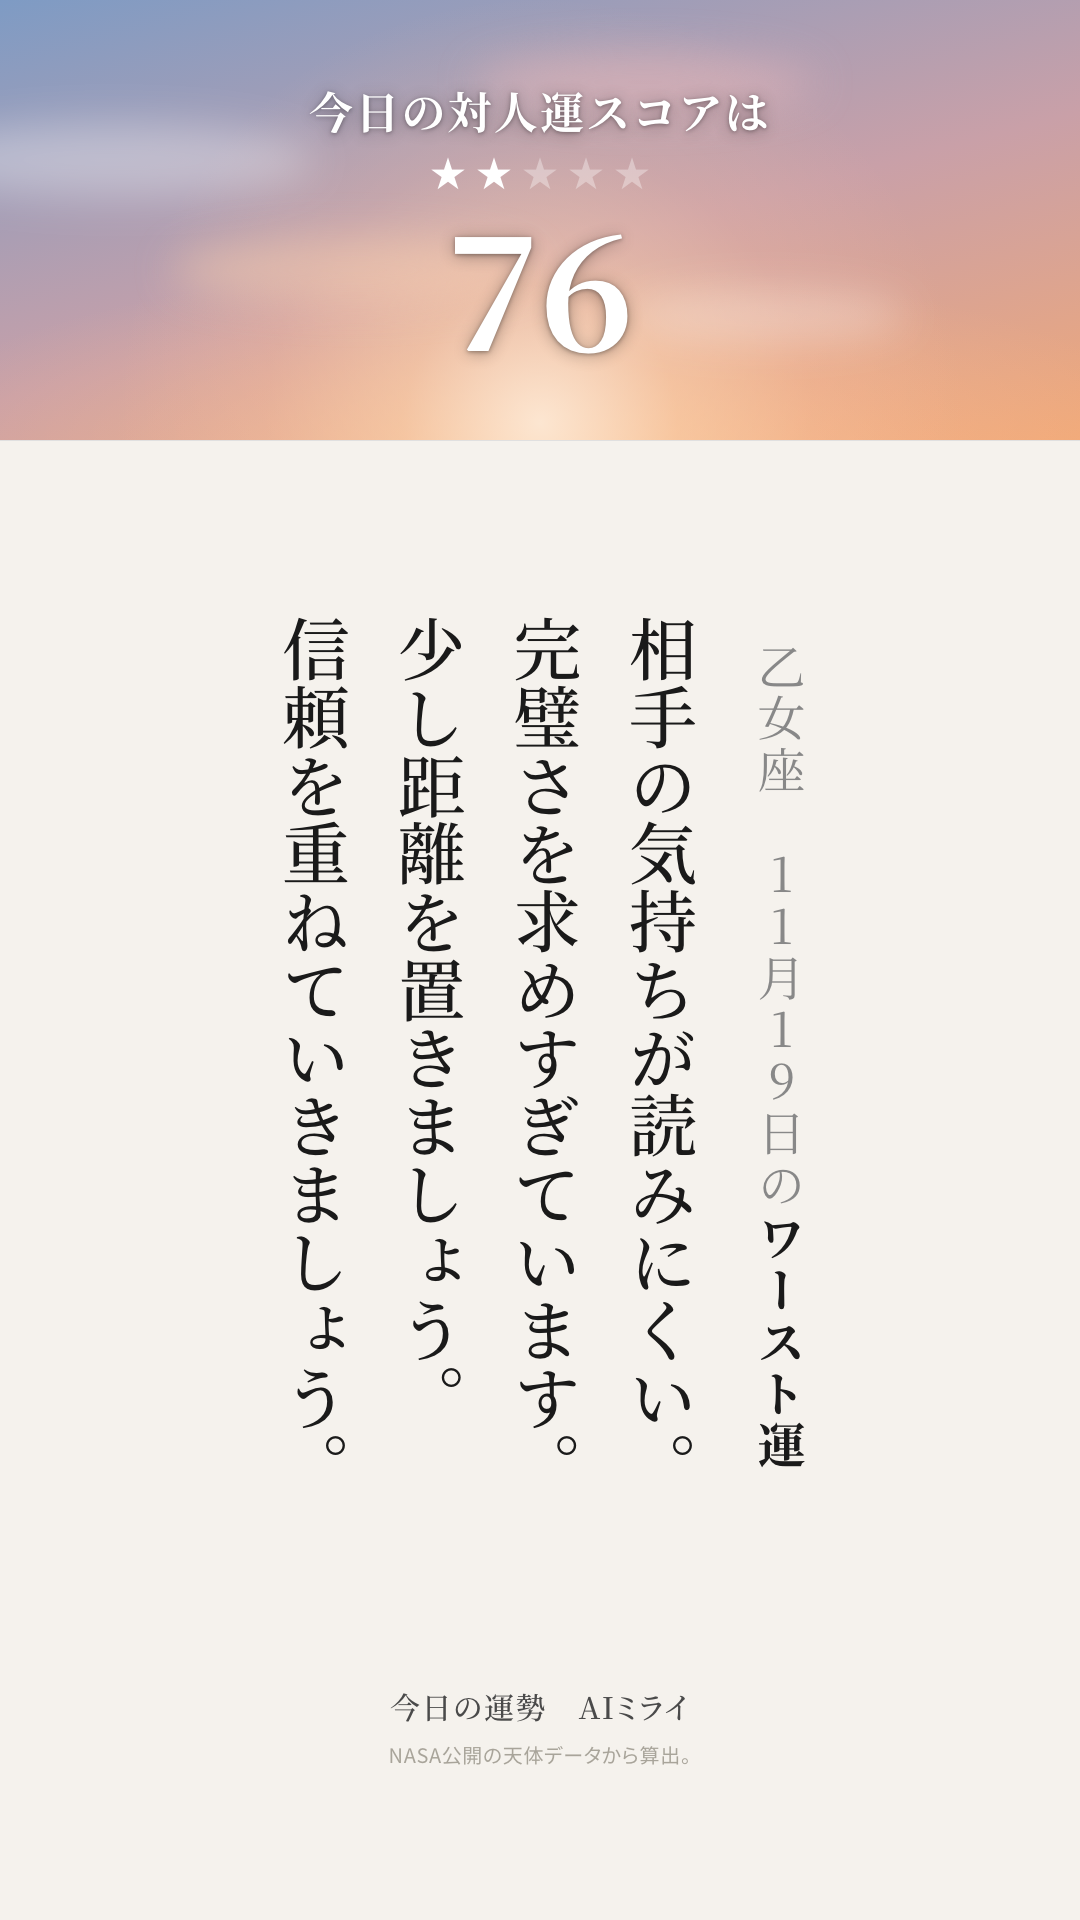 今日の対人運スコアは
★★★★★
76
乙女座　11月19日のワースト運
相手の気持ちが読みにくい。
完璧さを求めすぎています。
少し距離を置きましょう。
信頼を重ねていきましょう。
今日の運勢　AIミライ
NASA公開の天体データから算出。